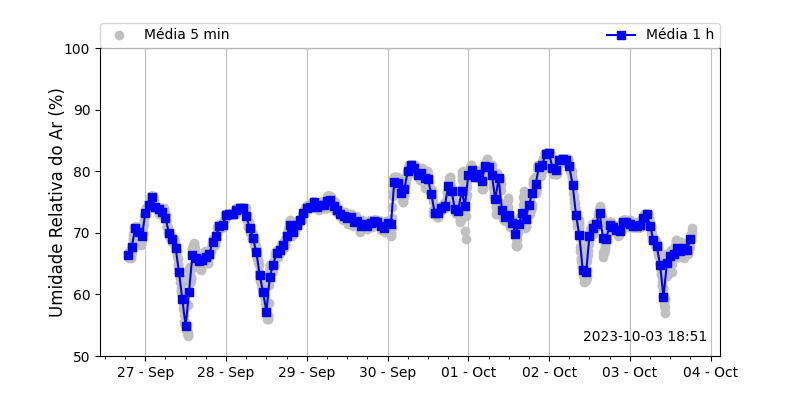 Média 5 min
Média 1 h
Umidade Relativa do Ar (%)
100
90
80
70
60
50
2023-10-03 18:51
27 - Sep
28 - Sep
29 - Sep
30 - Sep
01 - Oct
02 - Oct
03 - Oct
04 - Oct